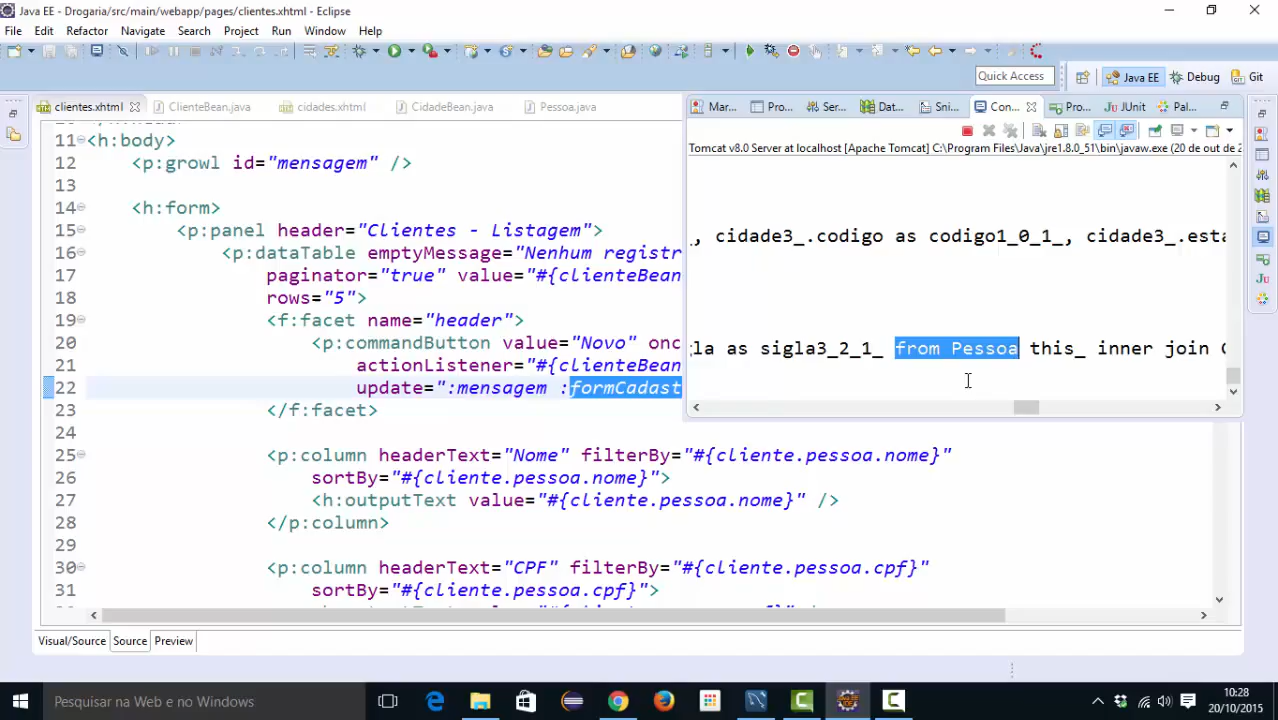 Java EE - Drogaria/src/main/webapp/pages/clientes.xhtml - Eclipse
File Edit Refactor Navigate Search Project Run Window Help
Quick Access Java EE Debug Git
clientes.xhtml ClienteBean.java cidades.xhtml CidadeBean.java Pessoa.java
Mar... Pro... Ser... Dat... Sni... Con... Pro... JUnit Pal...
Tomcat v8.0 Server at localhost [Apache Tomcat] C:\Program Files\Java\jre1.8.0_51\bin\javaw.exe (20 de out de 2
, cidade3_.codigo as codigo1_0_1_, cidade3_.esta
gla as sigla3_2_1_ from Pessoa this_ inner join C
11 <h:body>
12 <p:growl id="mensagem" />
13
14 <h:form>
15 <p:panel header="Clientes - Listagem">
16 <p:dataTable emptyMessage="Nenhum registr
17 paginator="true" value="#{clienteBean
18 rows="5">
19 <f:facet name="header">
20 <p:commandButton value="Novo" onc
21 actionListener="#{clienteBean
22 update=":mensagem :formCadast
23 </f:facet>
24
25 <p:column headerText="Nome" filterBy="#{cliente.pessoa.nome}"
26 sortBy="#{cliente.pessoa.nome}">
27 <h:outputText value="#{cliente.pessoa.nome}" />
28 </p:column>
29
30 <p:column headerText="CPF" filterBy="#{cliente.pessoa.cpf}"
31 sortBy="#{cliente.pessoa.cpf}">
Visual/Source Source Preview
Pesquisar na Web e no Windows
10:28
20/10/2015